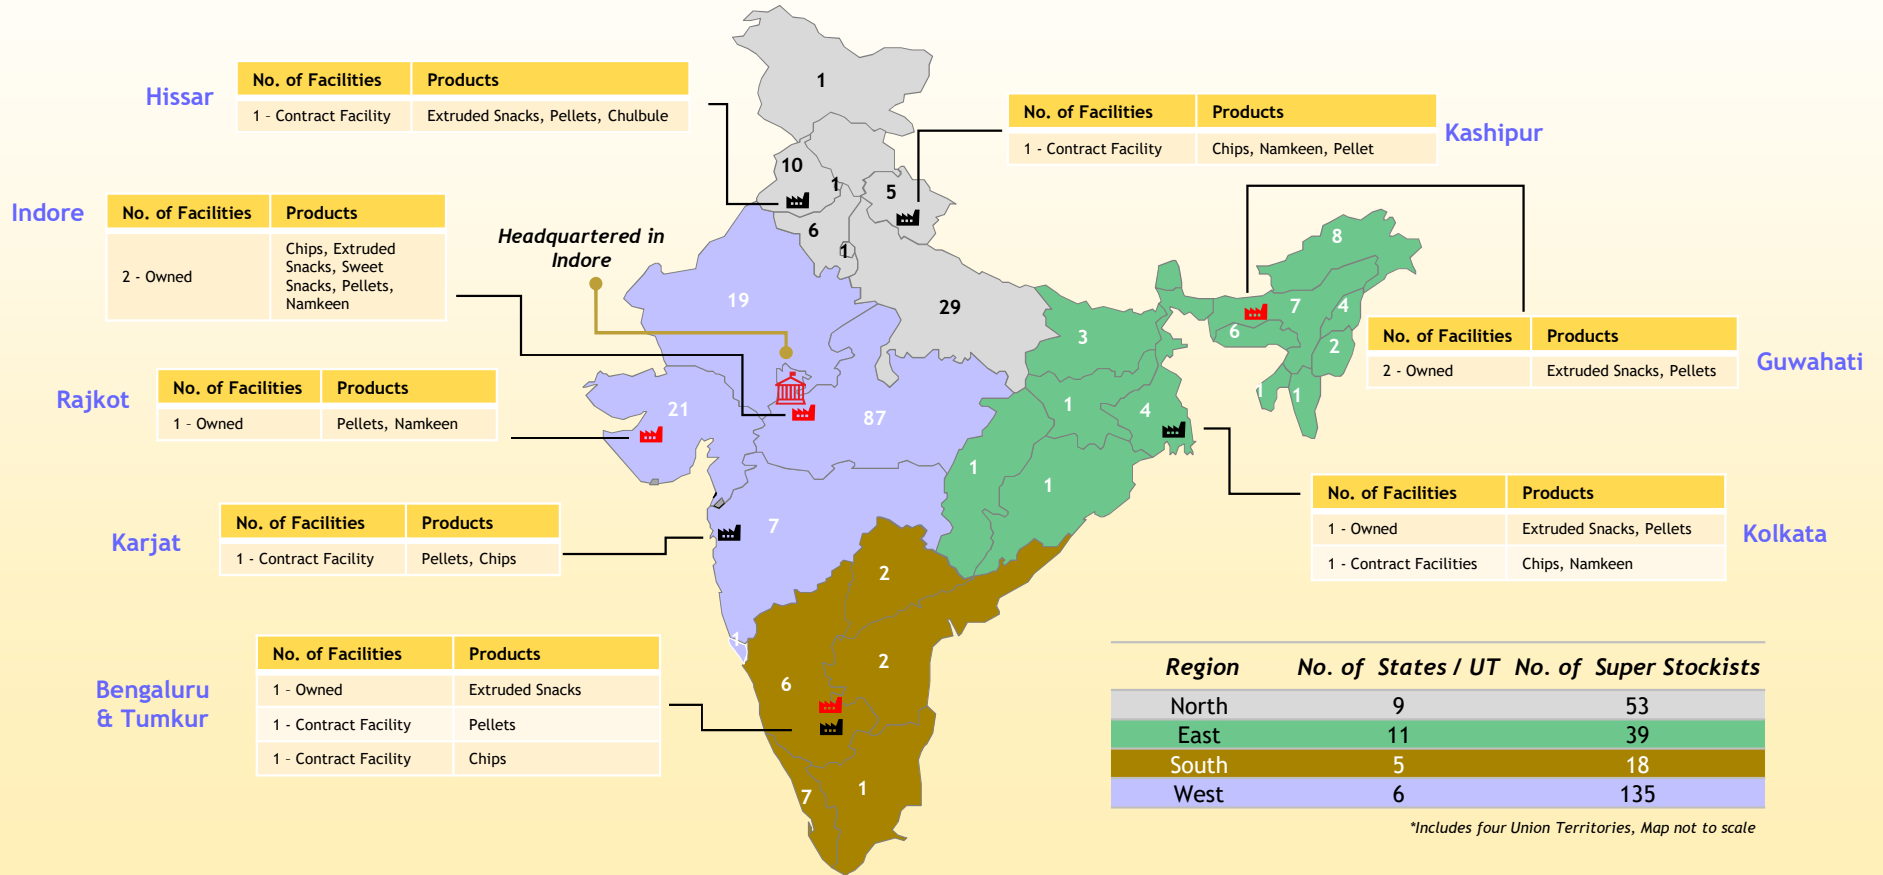 Hissar
No. of Facilities Products
1 – Contract Facility Extruded Snacks, Pellets, Chulbule
Kashipur
No. of Facilities Products
1 - Contract Facility Chips, Namkeen, Pellet
Indore
No. of Facilities Products
2 - Owned
Chips, Extruded
Snacks, Sweet
Snacks, Pellets,
Namkeen
Headquartered in
Indore
Rajkot
No. of Facilities Products
1 - Owned Pellets, Namkeen
Guwahati
No. of Facilities Products
2 - Owned Extruded Snacks, Pellets
Karjat
No. of Facilities Products
1 - Contract Facility Pellets, Chips
Kolkata
No. of Facilities Products
1 - Owned Extruded Snacks, Pellets
1 - Contract Facilities Chips, Namkeen
Bengaluru
& Tumkur
No. of Facilities Products
1 – Owned Extruded Snacks
1 - Contract Facility Pellets
1 – Contract Facility Chips
1
10
1
5
6
1
29
19
21
87
7
1
8
7
4
6
2
1
1
3
1
4
1
1
2
2
6
7
1
Region No. of States / UT No. of Super Stockists
North 9 53
East 11 39
South 5 18
West 6 135
*Includes four Union Territories, Map not to scale